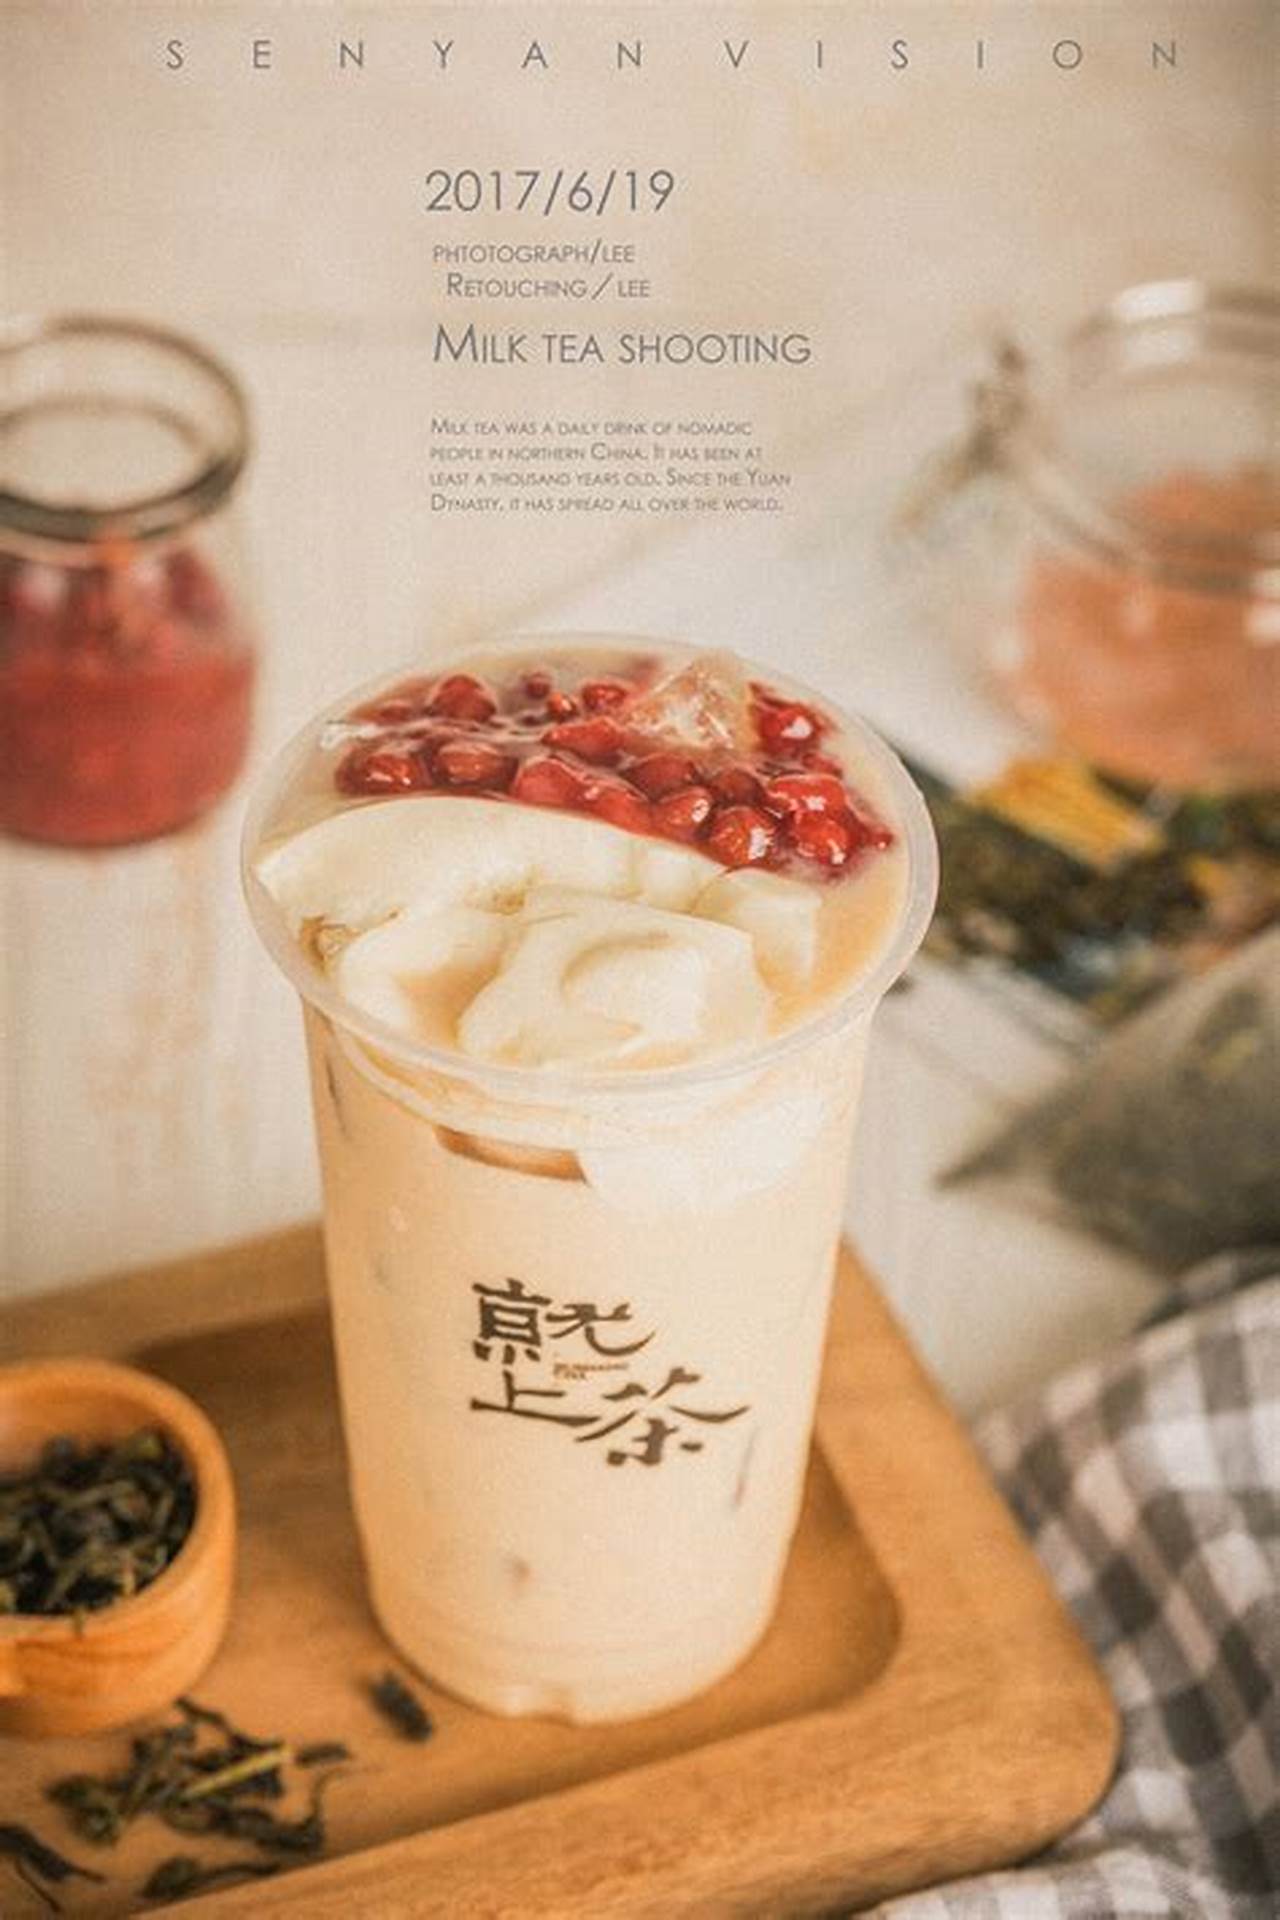 SENYANVISION
2017/6/19
PHTOTOGRAPH/LEE
RETOUCHING / LEE
MILK TEA SHOOTING
MILK TEA WAS A DAILY DRINK OF NOMADIC
PEOPLE IN NORTHERN CHINA. IT HAS BEEN AT
LEAST A THOUSAND YEARS OLD. SINCE THE YUAN
DYNASTY, IT HAS SPREAD ALL OVER THE WORLD.
就
上茶